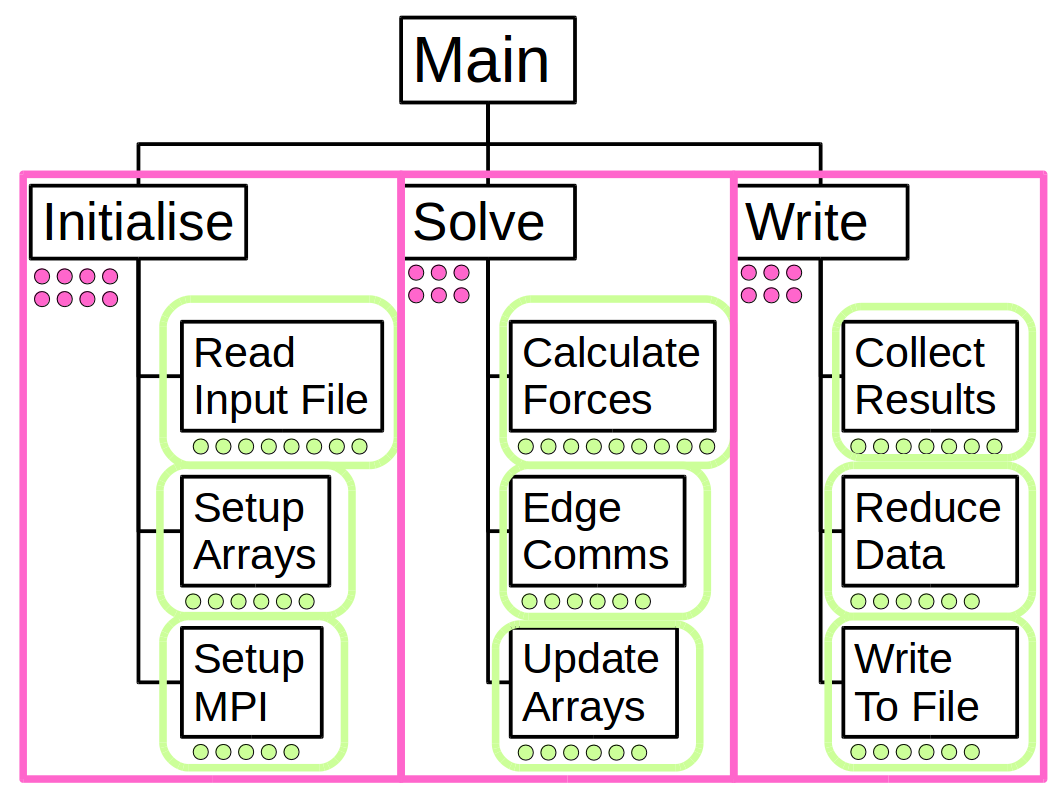 Main
Initialise
Read
Input File
Setup
Arrays
Setup
MPI
Solve
Calculate
Forces
Edge
Comms
Update
Arrays
Write
Collect
Results
Reduce
Data
Write
To File